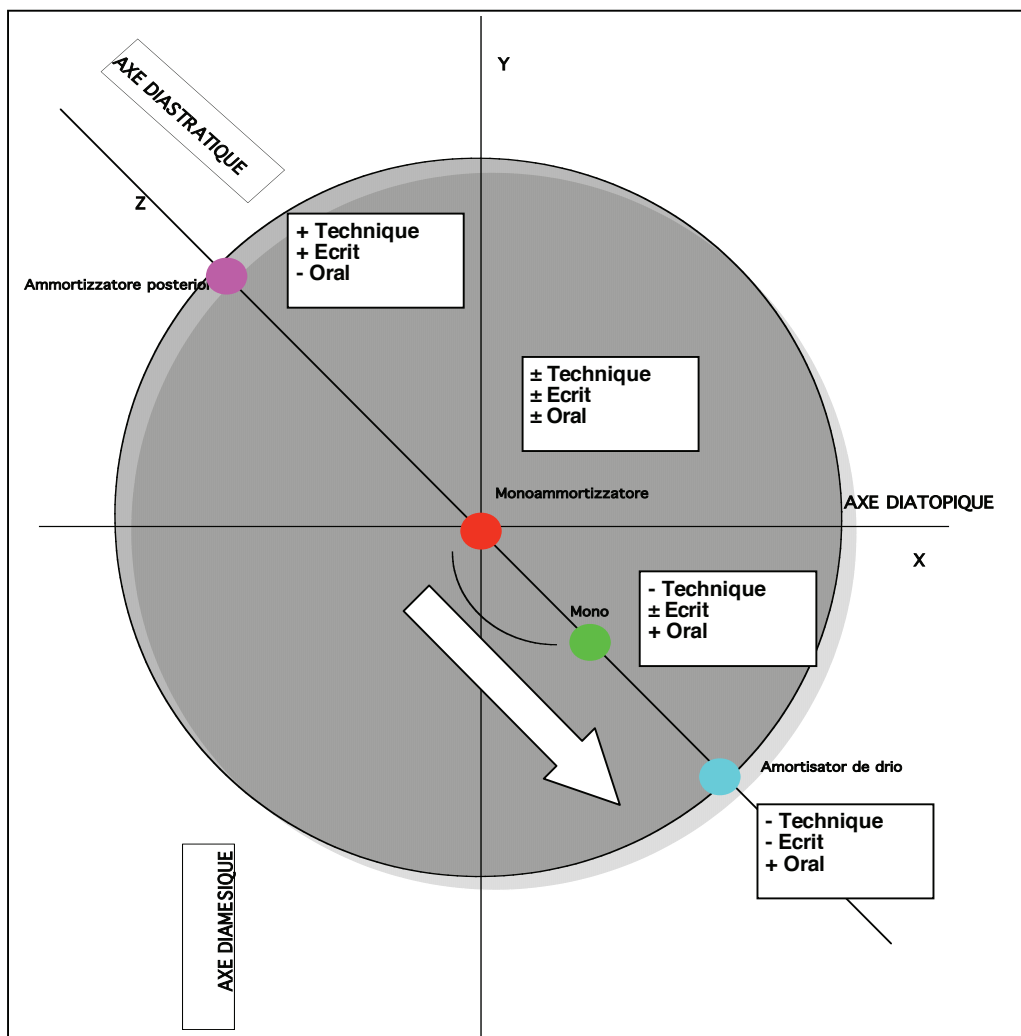 Y
AXE DIASTRATIQUE
Z
+ Technique
+ Ecrit
- Oral
Ammortizzatore posterior
± Technique
± Ecrit
± Oral
Monoammortizzatore
AXE DIATOPIQUE
X
- Technique
± Ecrit
+ Oral
Mono
Amortisator de drio
- Technique
- Ecrit
+ Oral
AXE DIAMESIQUE